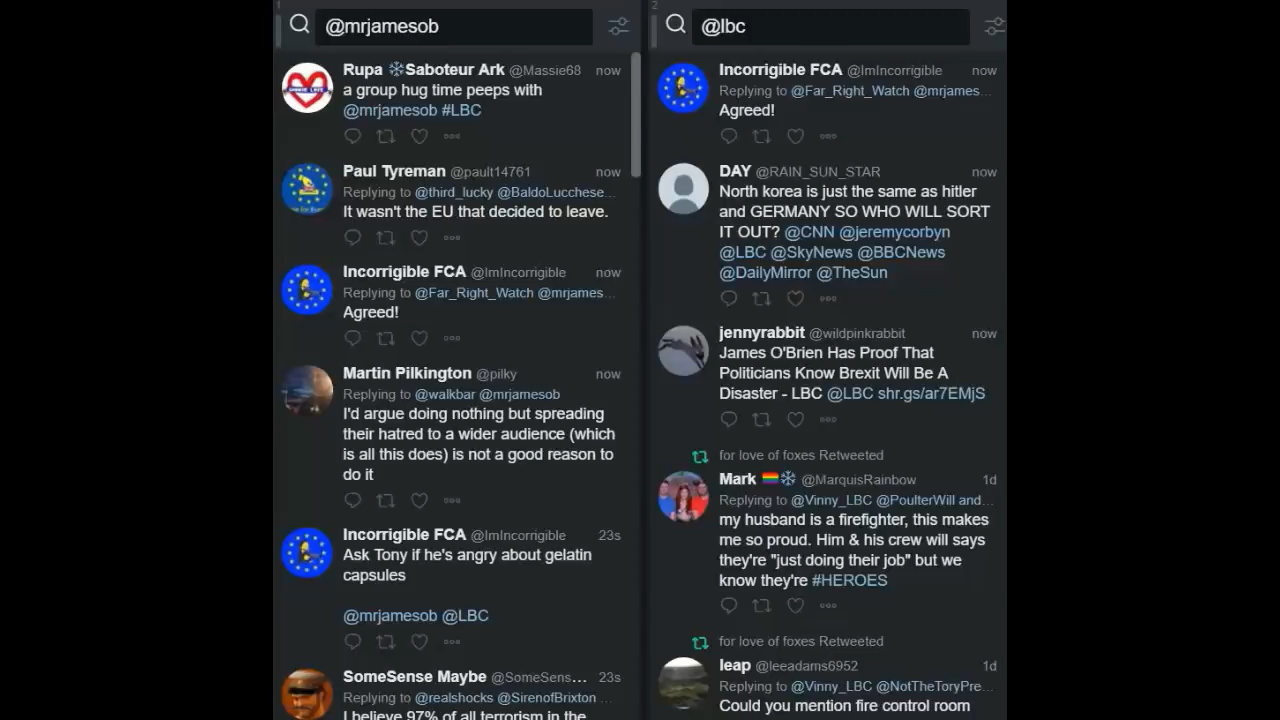 1
@mrjamesob
Rupa ❄Saboteur Ark @Massie68 now
a group hug time peeps with
@mrjamesob #LBC
Paul Tyreman @pault14761 now
Replying to @third_lucky @BaldoLucchese...
It wasn't the EU that decided to leave.
Incorrigible FCA @ImIncorrigible now
Replying to @Far_Right_Watch @mrjames...
Agreed!
Martin Pilkington @pilky now
Replying to @walkbar @mrjamesob
I'd argue doing nothing but spreading
their hatred to a wider audience (which
is all this does) is not a good reason to
do it
Incorrigible FCA @ImIncorrigible 23s
Ask Tony if he's angry about gelatin
capsules
@mrjamesob @LBC
SomeSense Maybe @SomeSens... 23s
Replying to @realshocks @SirenofBrixton ...
I believe 97% of all terrorism in the
2
@lbc
Incorrigible FCA @ImIncorrigible now
Replying to @Far_Right_Watch @mrjames...
Agreed!
DAY @RAIN_SUN_STAR now
North korea is just the same as hitler
and GERMANY SO WHO WILL SORT
IT OUT? @CNN @jeremycorbyn
@LBC @SkyNews @BBCNews
@DailyMirror @TheSun
jennyrabbit @wildpinkrabbit now
James O'Brien Has Proof That
Politicians Know Brexit Will Be A
Disaster - LBC @LBC shr.gs/ar7EMjS
for love of foxes Retweeted
Mark 🏳️‍🌈❄ @MarquisRainbow 1d
Replying to @Vinny_LBC @PoulterWill and...
my husband is a firefighter, this makes
me so proud. Him & his crew will says
they're "just doing their job" but we
know they're #HEROES
for love of foxes Retweeted
leap @leeadams6952 1d
Replying to @Vinny_LBC @NotTheToryPre...
Could you mention fire control room